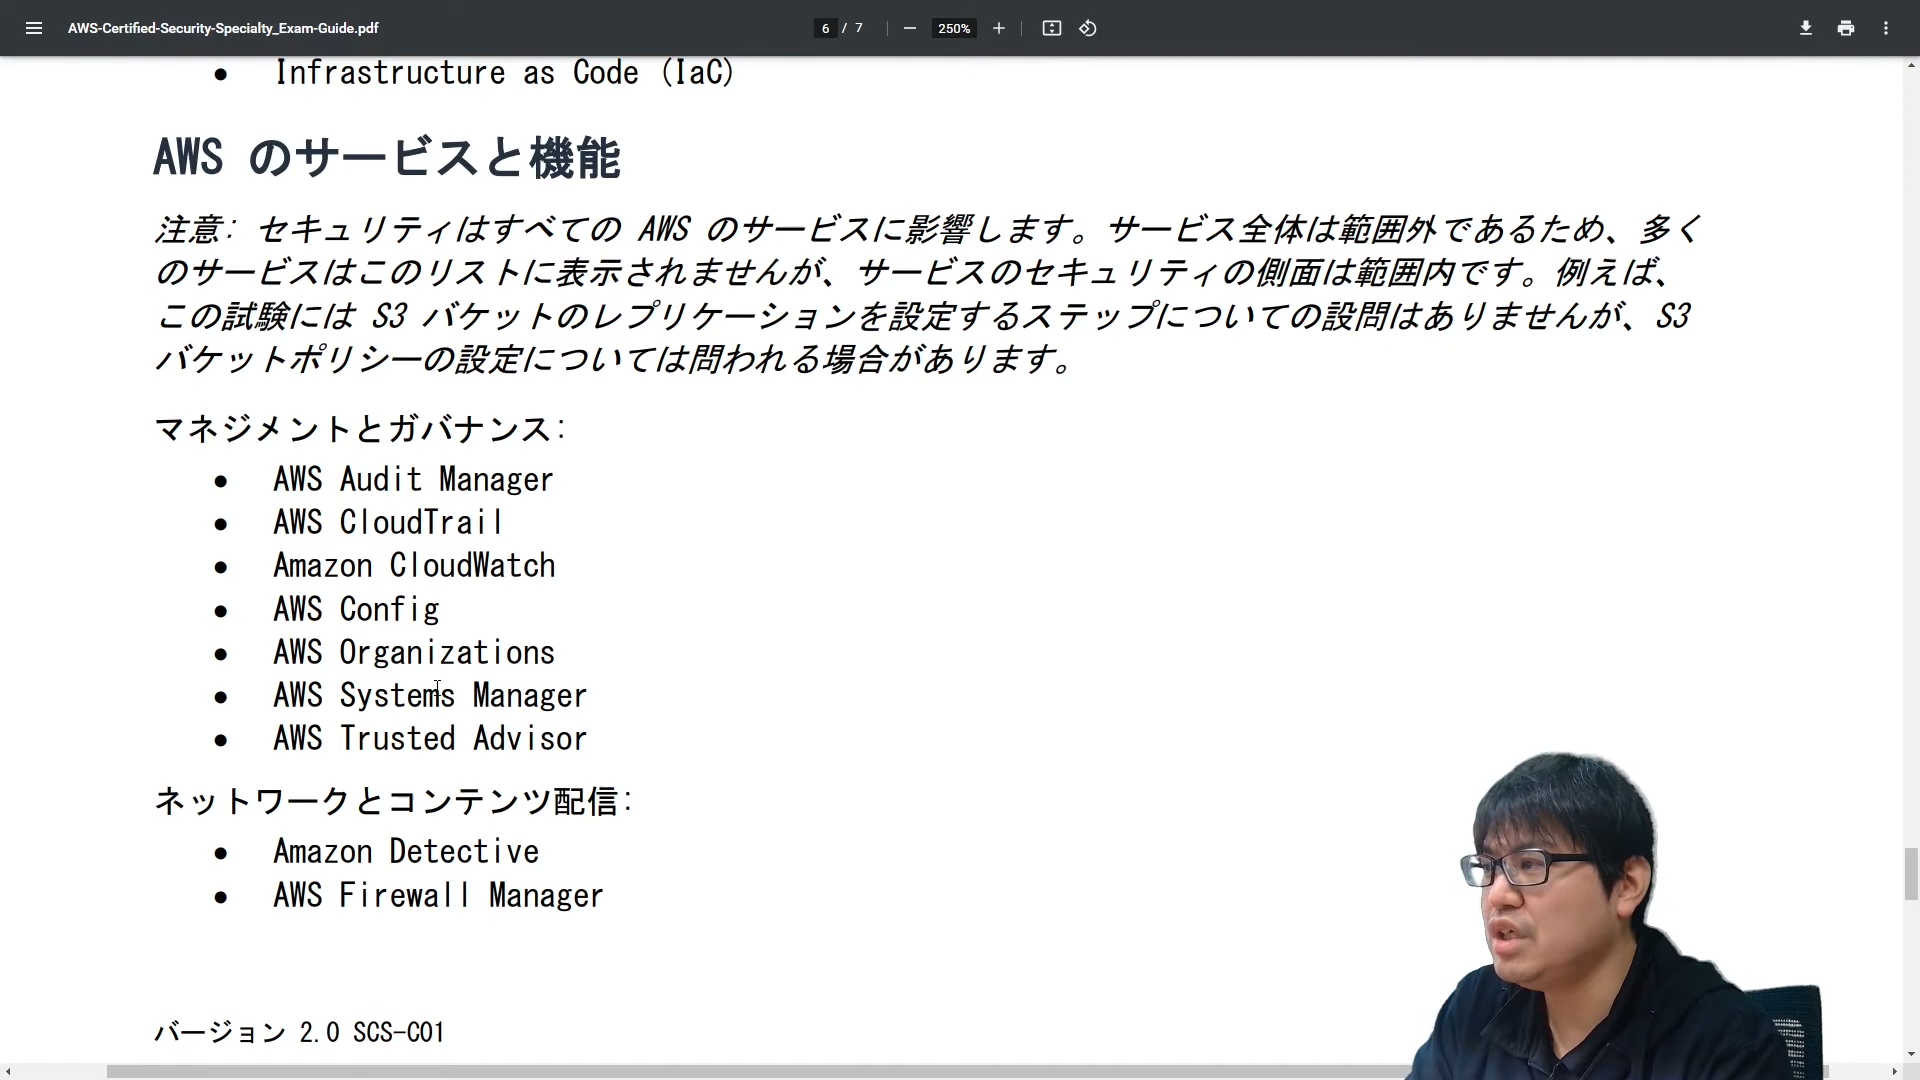 AWS-Certified-Security-Specialty_Exam-Guide.pdf
6 / 7
250%
● Infrastructure as Code (IaC)
AWS のサービスと機能
注意: セキュリティはすべての AWS のサービスに影響します。サービス全体は範囲外であるため、多く
のサービスはこのリストに表示されませんが、サービスのセキュリティの側面は範囲内です。例えば、
この試験には S3 バケットのレプリケーションを設定するステップについての設問はありませんが、S3
バケットポリシーの設定については問われる場合があります。
マネジメントとガバナンス:
● AWS Audit Manager
● AWS CloudTrail
● Amazon CloudWatch
● AWS Config
● AWS Organizations
● AWS Systems Manager
● AWS Trusted Advisor
ネットワークとコンテンツ配信:
● Amazon Detective
● AWS Firewall Manager
バージョン 2.0 SCS-C01